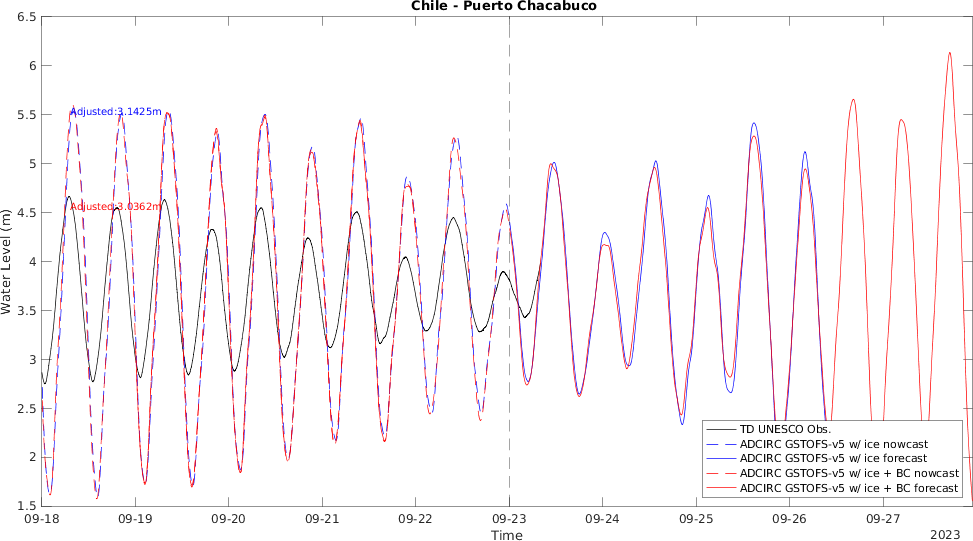 Chile - Puerto Chacabuco
6.5
6
5.5
5
4.5
4
3.5
3
2.5
2
1.5
Water Level (m)
Adjusted:3.1425m
Adjusted:3.0362m
TD UNESCO Obs.
ADCIRC GSTOFS-v5 w/ ice nowcast
ADCIRC GSTOFS-v5 w/ ice forecast
ADCIRC GSTOFS-v5 w/ ice + BC nowcast
ADCIRC GSTOFS-v5 w/ ice + BC forecast
09-18 09-19 09-20 09-21 09-22 09-23 09-24 09-25 09-26 09-27
Time
2023